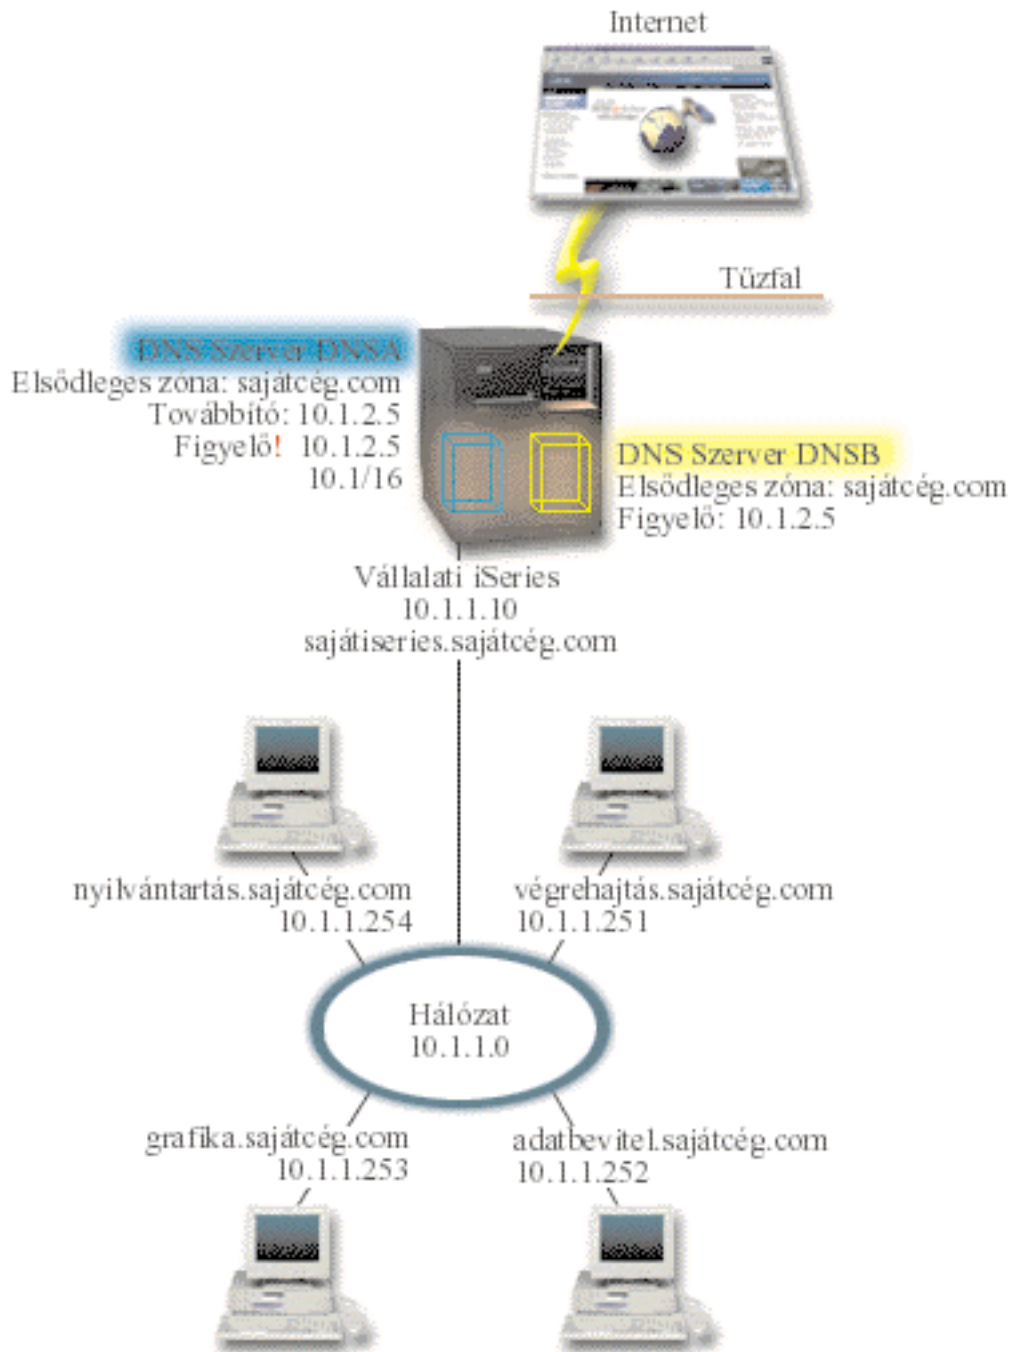 Internet
Tűzfal
DNS Szerver DNSA
Elsődleges zóna: sajátcég.com
Továbbító: 10.1.2.5
Figyelő! 10.1.2.5
10.1/16
DNS Szerver DNSB
Elsődleges zóna: sajátcég.com
Figyelő: 10.1.2.5
Vállalati iSeries
10.1.1.10
sajátiseries.sajátcég.com
nyilvántartás.sajátcég.com
10.1.1.254
végrehajtás.sajátcég.com
10.1.1.251
Hálózat
10.1.1.0
grafika.sajátcég.com
10.1.1.253
adatbevitel.sajátcég.com
10.1.1.252